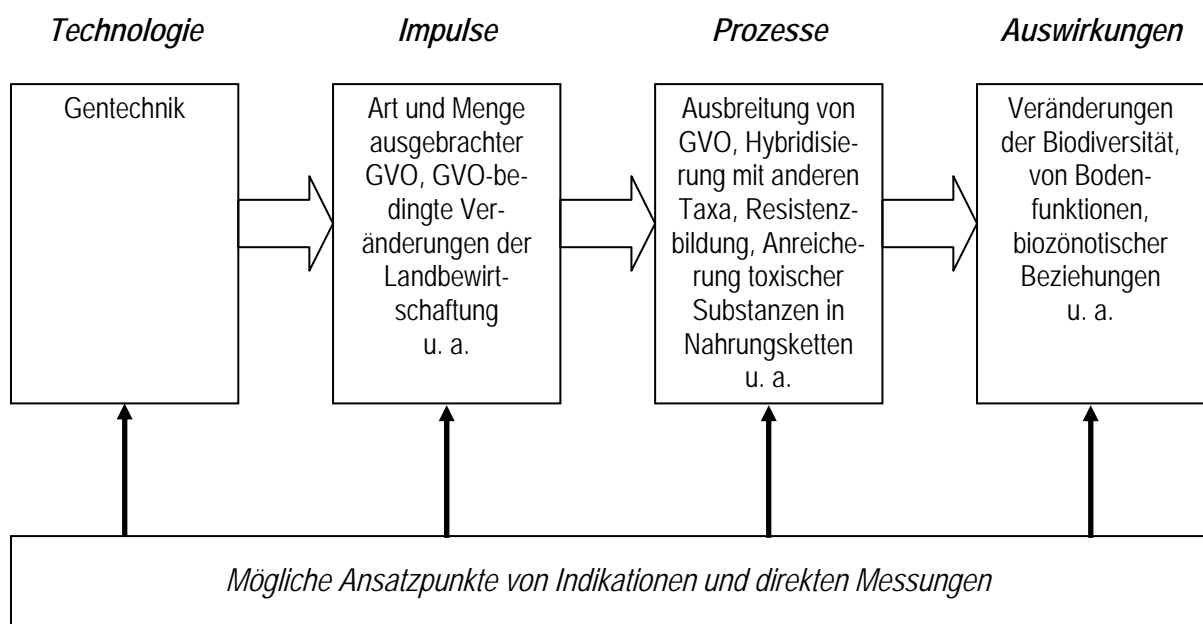 Technologie
Impulse
Prozesse
Auswirkungen
Gentechnik
Art und Menge
ausgebrachter
GVO, GVO-be-
dingte Ver-
änderungen der
Landbewirt-
schaftung
u. a.
Ausbreitung von
GVO, Hybridisie-
rung mit anderen
Taxa, Resistenz-
bildung, Anreiche-
rung toxischer
Substanzen in
Nahrungsketten
u. a.
Veränderungen
der Biodiversität,
von Boden-
funktionen,
biozönotischer
Beziehungen
u. a.
Mögliche Ansatzpunkte von Indikationen und direkten Messungen